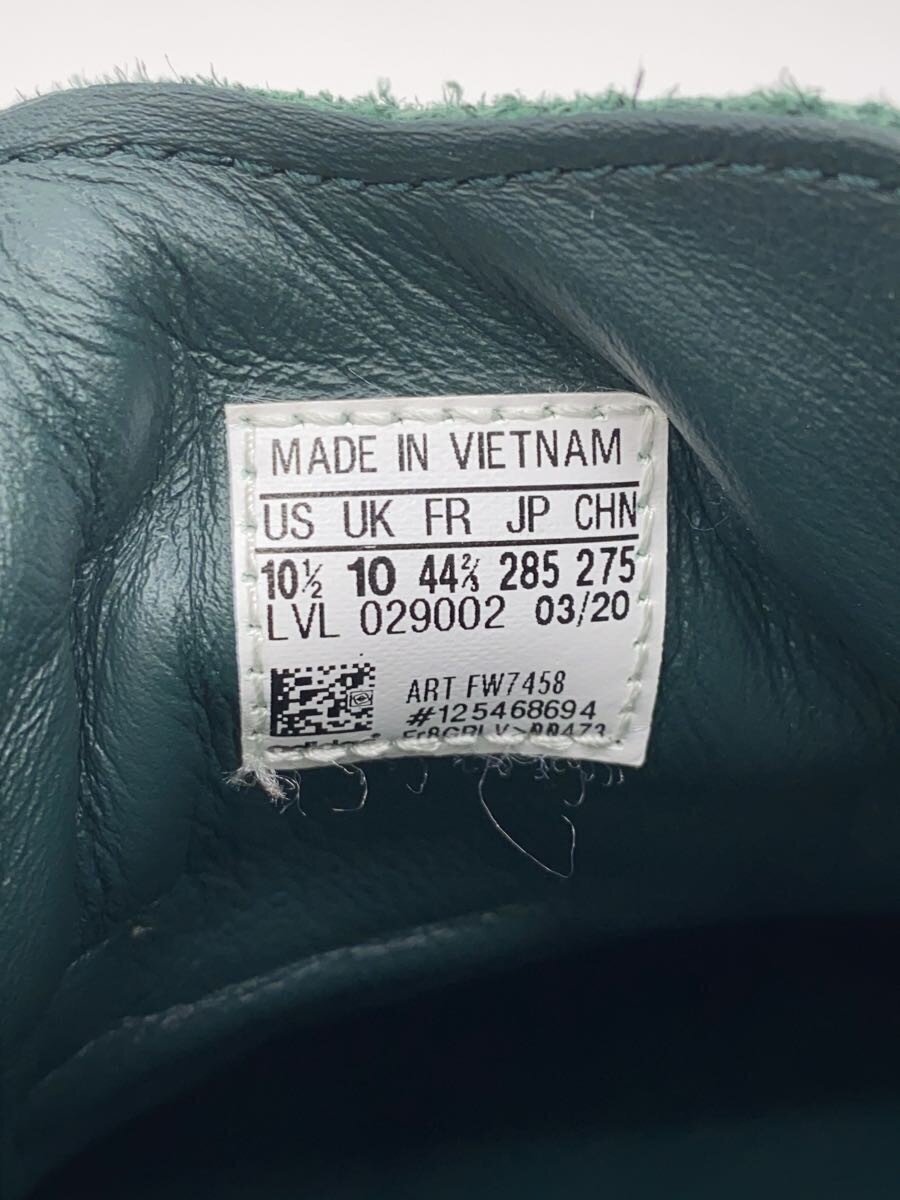 MADE IN VIETNAM
US UK FR JP CHN
10½ 10 44⅔ 285 275
LVL 029002 03/20
ART FW7458
#125468694
adidas